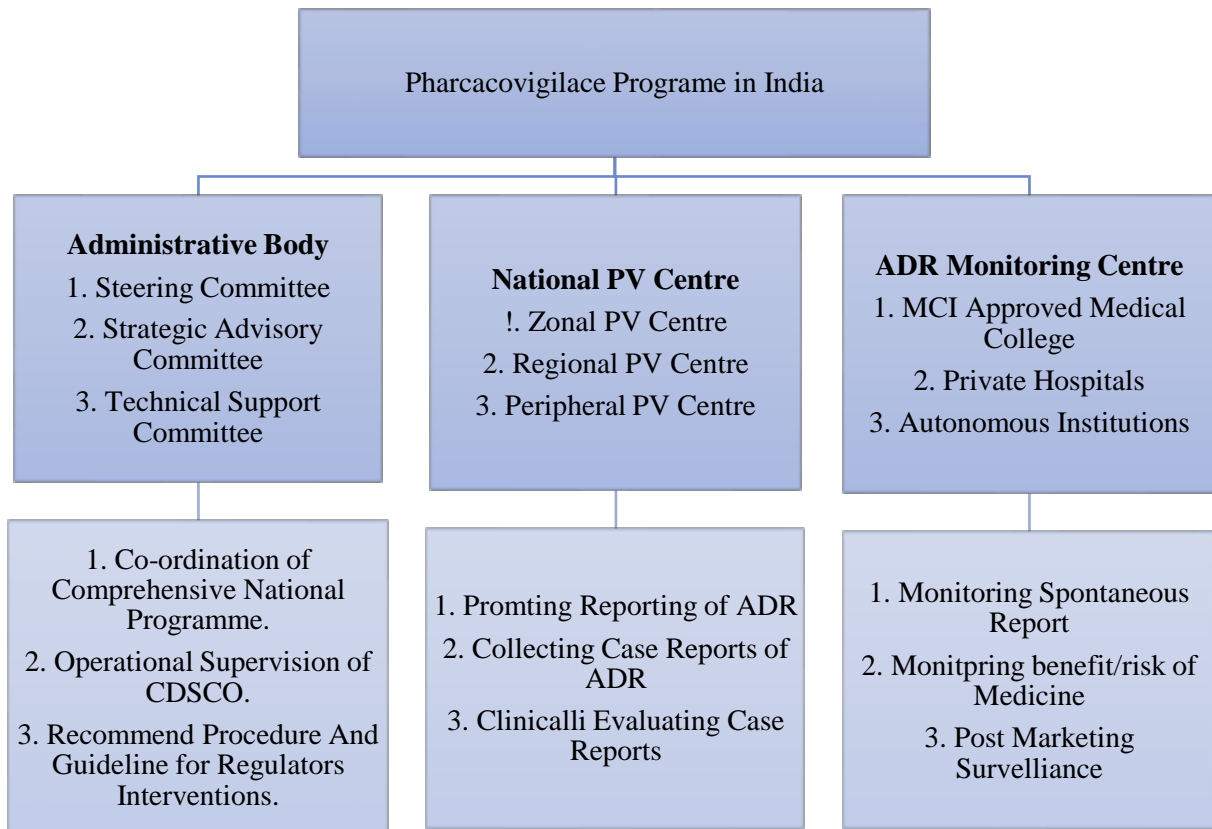 Pharcacovigilace Programe in India
Administrative Body
1. Steering Committee
2. Strategic Advisory
Committee
3. Technical Support
Committee
National PV Centre
!. Zonal PV Centre
2. Regional PV Centre
3. Peripheral PV Centre
ADR Monitoring Centre
1. MCI Approved Medical
College
2. Private Hospitals
3. Autonomous Institutions
1. Co-ordination of
Comprehensive National
Programme.
2. Operational Supervision of
CDSCO.
3. Recommend Procedure And
Guideline for Regulators
Interventions.
1. Promting Reporting of ADR
2. Collecting Case Reports of
ADR
3. Clinicalli Evaluating Case
Reports
1. Monitoring Spontaneous
Report
2. Monitpring benefit/risk of
Medicine
3. Post Marketing
Survelliance